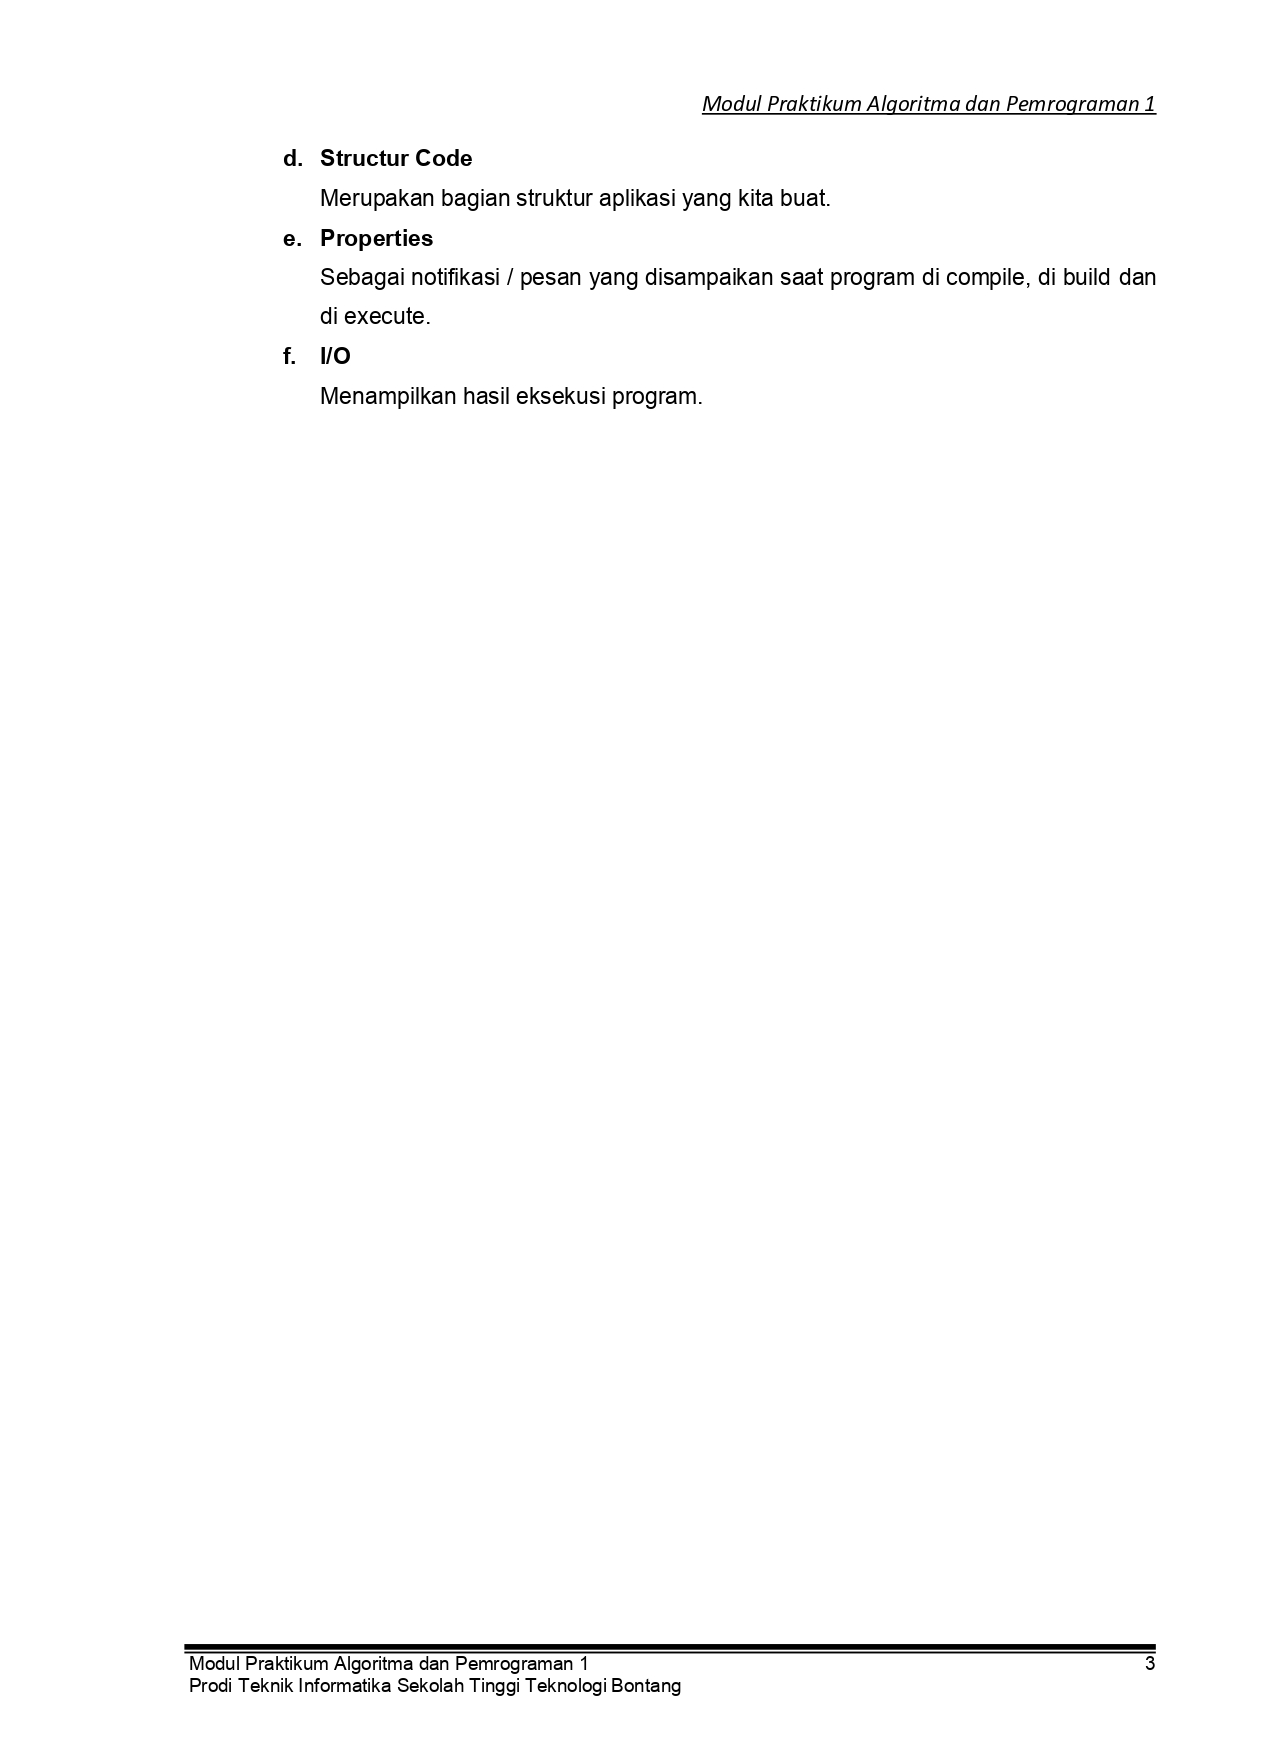 Modul Praktikum Algoritma dan Pemrograman 1
d. Structur Code
Merupakan bagian struktur aplikasi yang kita buat.
e. Properties
Sebagai notifikasi / pesan yang disampaikan saat program di compile, di build dan
di execute.
f. I/O
Menampilkan hasil eksekusi program.
Modul Praktikum Algoritma dan Pemrograman 1 3
Prodi Teknik Informatika Sekolah Tinggi Teknologi Bontang